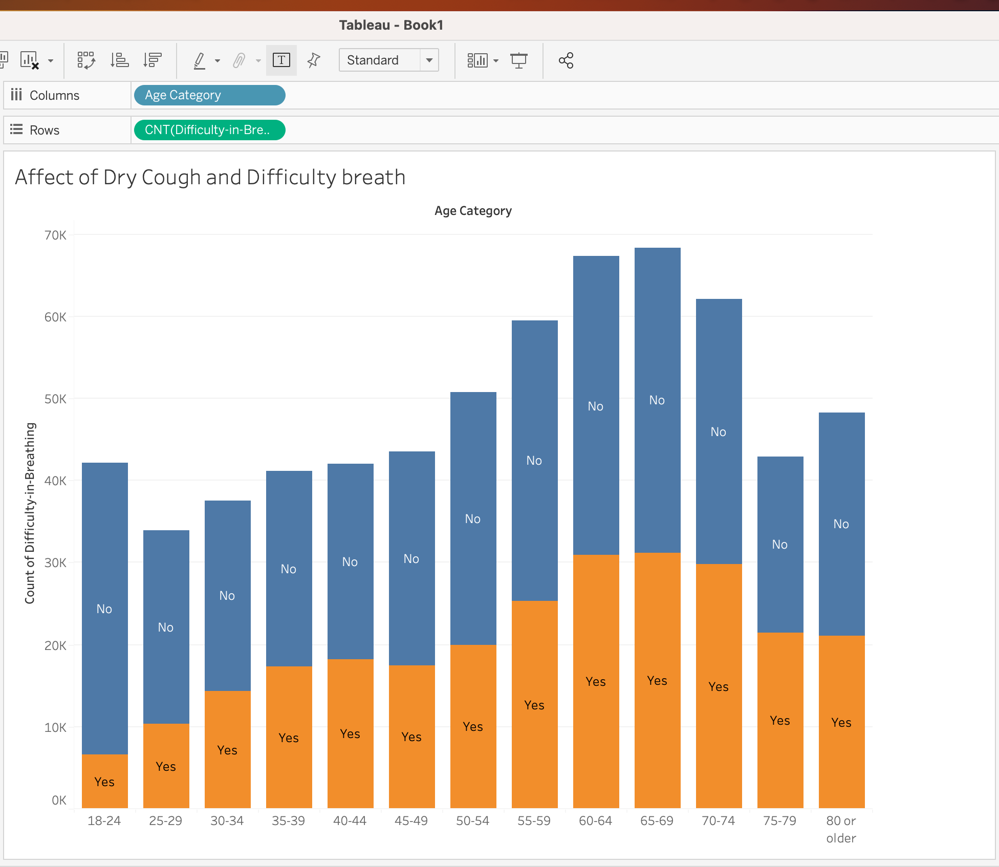 Tableau - Book1
T
Standard
Columns
Age Category
Rows
CNT(Difficulty-in-Bre..
Affect of Dry Cough and Difficulty breath
Age Category
Count of Difficulty-in-Breathing
70K
60K
50K
40K
30K
20K
10K
0K
No
No
No
No
No
No
No
No
No
No
No
No
No
Yes
Yes
Yes
Yes
Yes
Yes
Yes
Yes
Yes
Yes
Yes
Yes
Yes
18-24
25-29
30-34
35-39
40-44
45-49
50-54
55-59
60-64
65-69
70-74
75-79
80 or
older